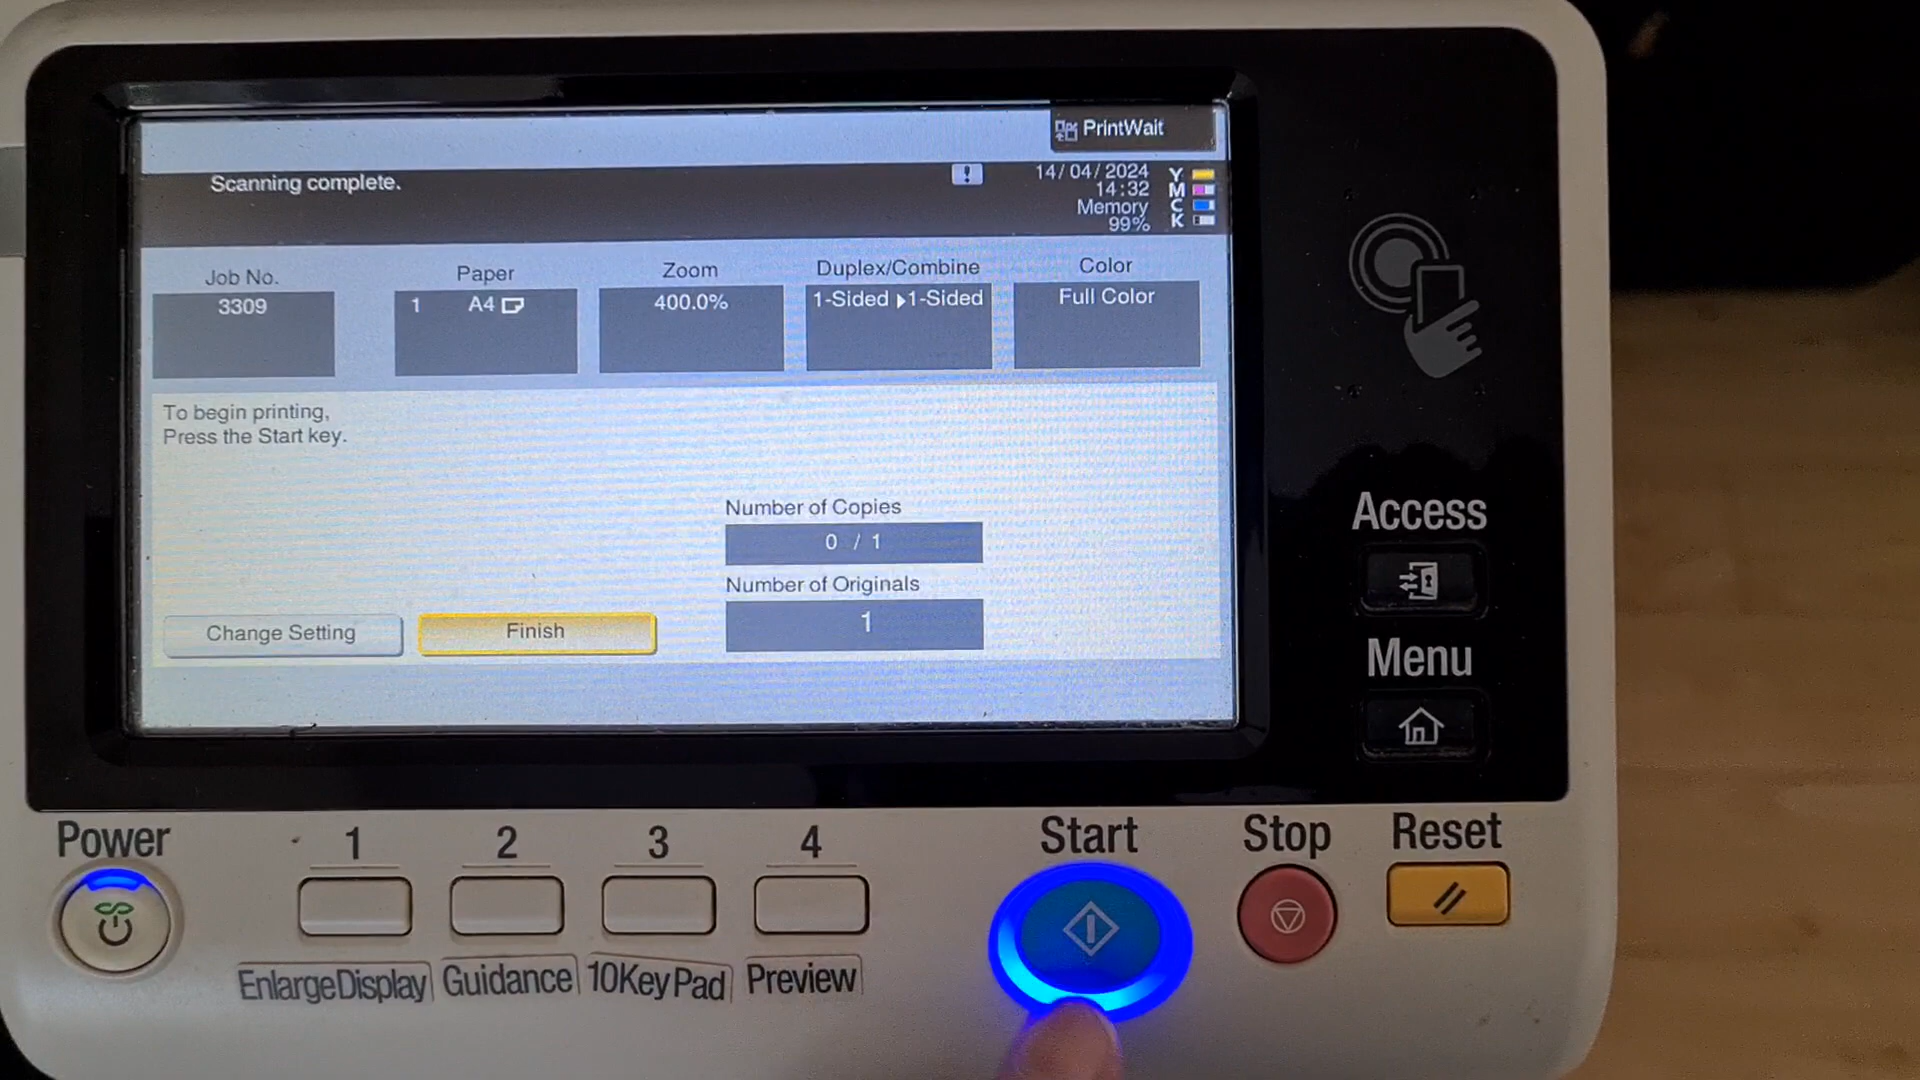 PrintWait
Scanning complete.
!
14/04/2024
14:32
Memory
99%
Y
M
C
K
Job No.
3309
Paper
1 A4
Zoom
400.0%
Duplex/Combine
1-Sided ▶ 1-Sided
Color
Full Color
To begin printing,
Press the Start key.
Number of Copies
0 / 1
Number of Originals
1
Change Setting
Finish
Access
Menu
Power
1
2
3
4
Start
Stop
Reset
EnlargeDisplay
Guidance
10KeyPad
Preview